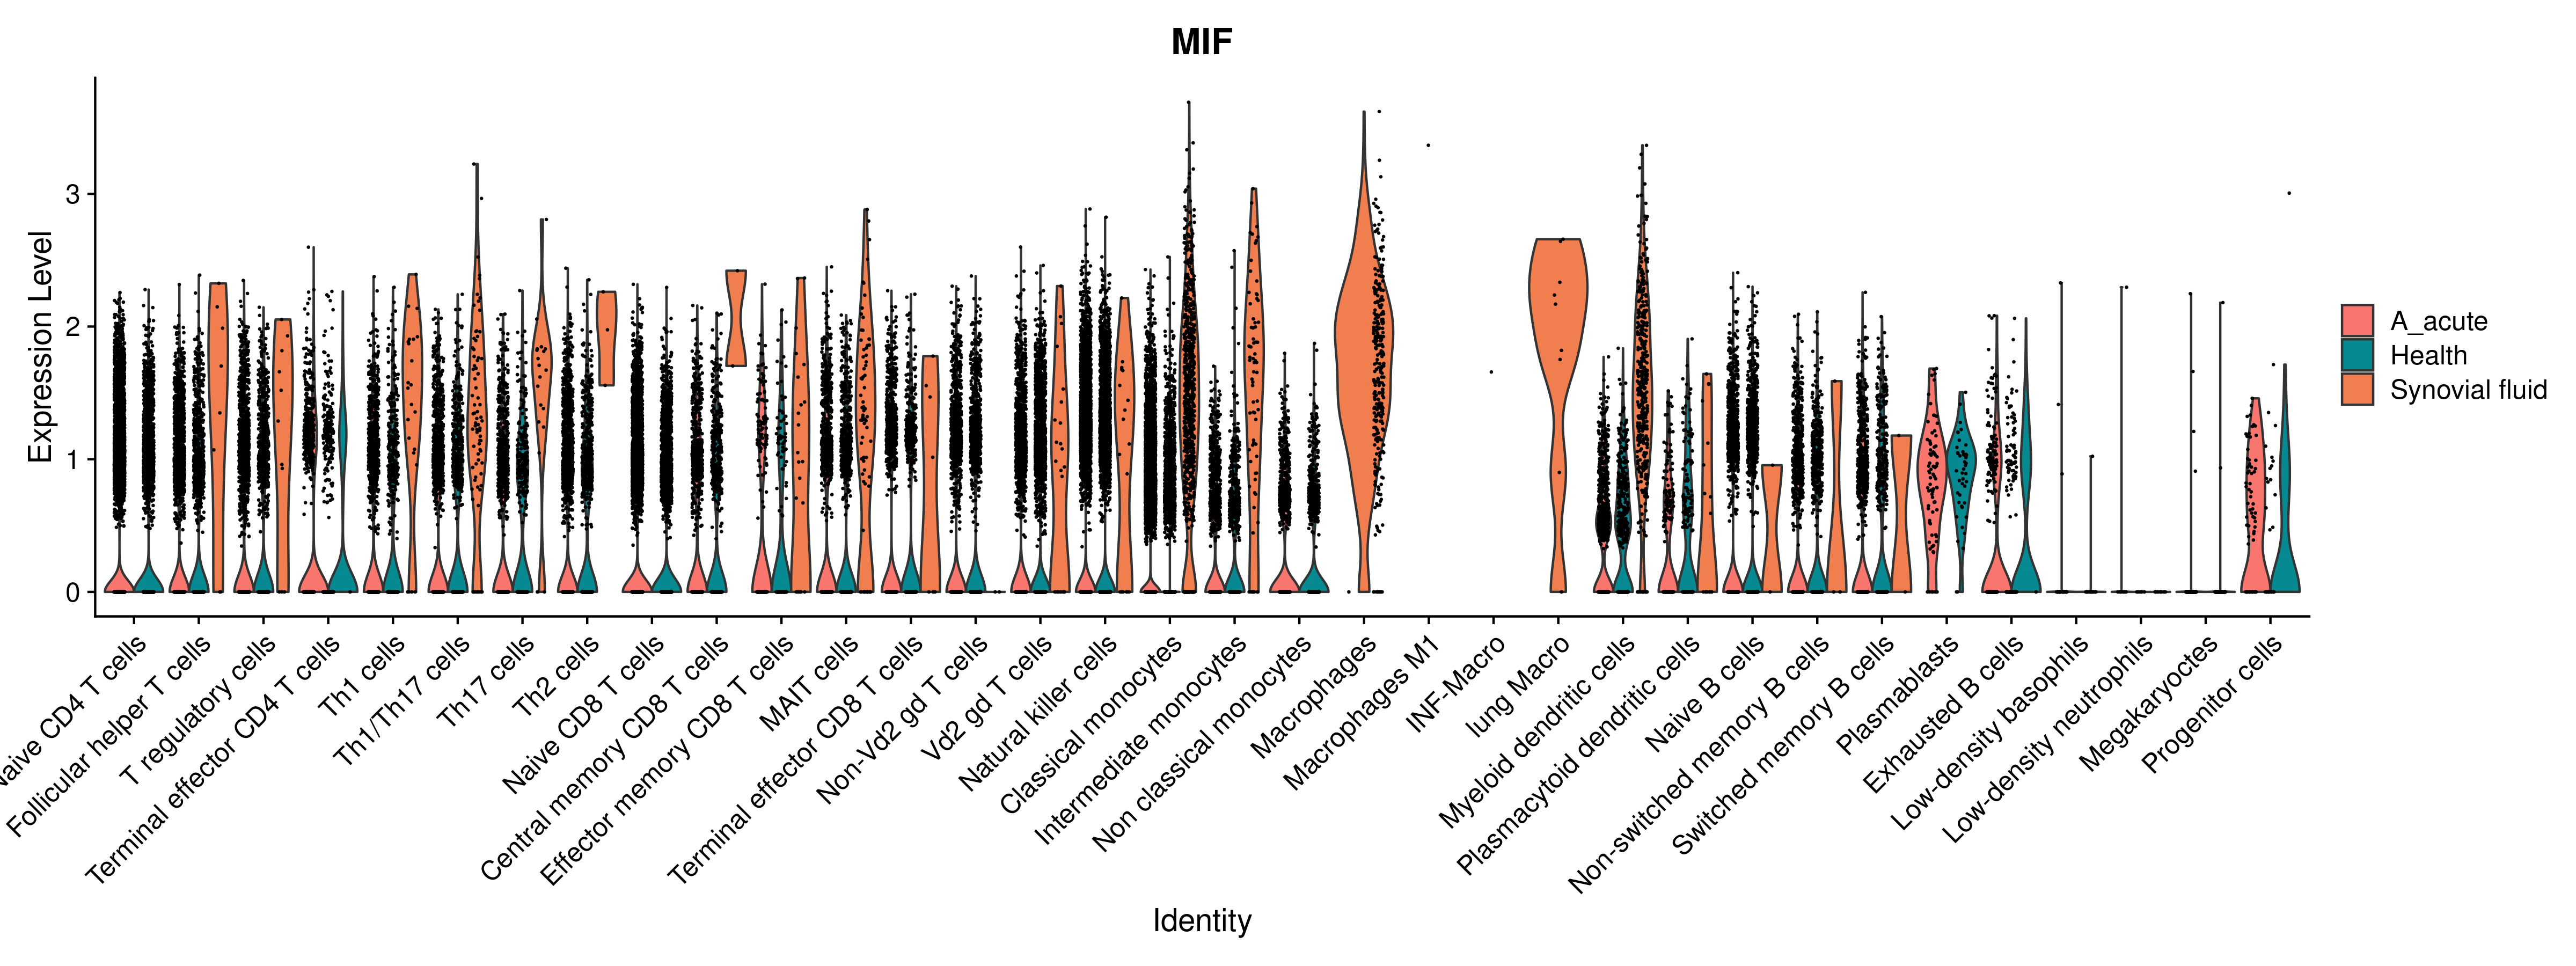 MIF
Expression Level
3
2
1
0
Naive CD4 T cells
Follicular helper T cells
T regulatory cells
Terminal effector CD4 T cells
Th1 cells
Th1/Th17 cells
Th17 cells
Th2 cells
Naive CD8 T cells
Central memory CD8 T cells
Effector memory CD8 T cells
MAIT cells
Terminal effector CD8 T cells
Non-Vd2 gd T cells
Vd2 gd T cells
Natural killer cells
Classical monocytes
Intermediate monocytes
Non classical monocytes
Macrophages
Macrophages M1
INF-Macro
lung Macro
Myeloid dendritic cells
Plasmacytoid dendritic cells
Naive B cells
Non-switched memory B cells
Switched memory B cells
Plasmablasts
Exhausted B cells
Low-density basophils
Low-density neutrophils
Megakaryoctes
Progenitor cells
Identity
A_acute
Health
Synovial fluid